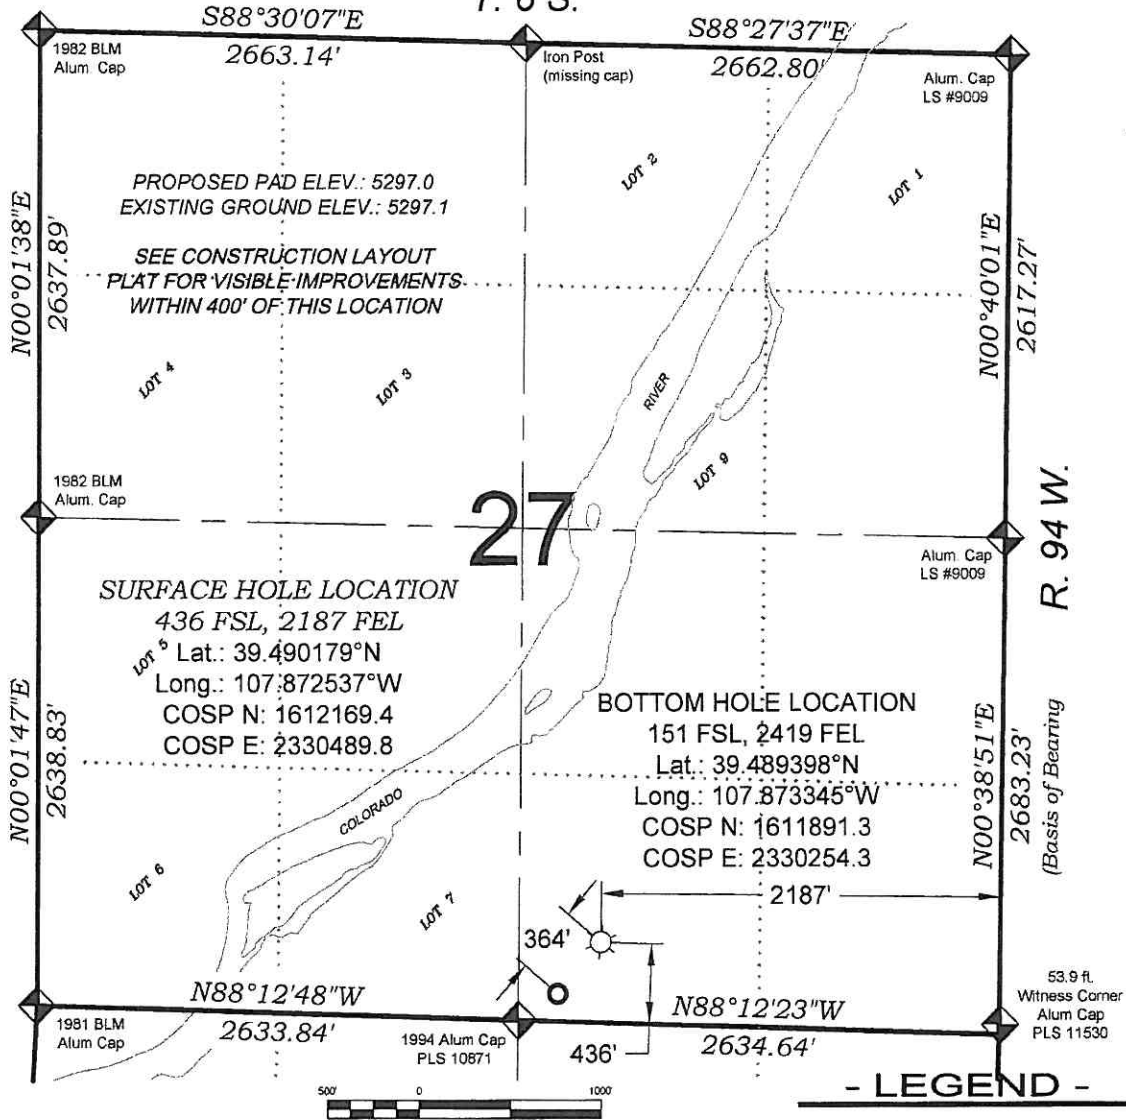 T. 6 S.
S88°30'07"E
2663.14'
S88°27'37"E
2662.80'
1982 BLM
Alum. Cap
Iron Post
(missing cap)
Alum. Cap
LS #9009
LOT 2
LOT 1
PROPOSED PAD ELEV.: 5297.0
EXISTING GROUND ELEV.: 5297.1
SEE CONSTRUCTION LAYOUT
PLAT FOR VISIBLE IMPROVEMENTS
WITHIN 400' OF THIS LOCATION
N00°01'38"E
2637.89'
N00°40'01"E
2617.27'
LOT 4
LOT 3
RIVER
LOT 9
1982 BLM
Alum. Cap
27
Alum. Cap
LS #9009
R. 94 W.
SURFACE HOLE LOCATION
436 FSL, 2187 FEL
LOT 5
Lat.: 39.490179°N
Long.: 107.872537°W
COSP N: 1612169.4
COSP E: 2330489.8
BOTTOM HOLE LOCATION
151 FSL, 2419 FEL
Lat.: 39.489398°N
Long.: 107.873345°W
COSP N: 1611891.3
COSP E: 2330254.3
N00°01'47"E
2638.83'
N00°38'51"E
2683.23'
(Basis of Bearing
COLORADO
LOT 6
LOT 7
2187'
364'
N88°12'48"W
2633.84'
N88°12'23"W
2634.64'
436'
1981 BLM
Alum Cap
1994 Alum Cap
PLS 10871
53.9 ft.
Witness Corner
Alum Cap
PLS 11530
500
0
1000
- LEGEND -